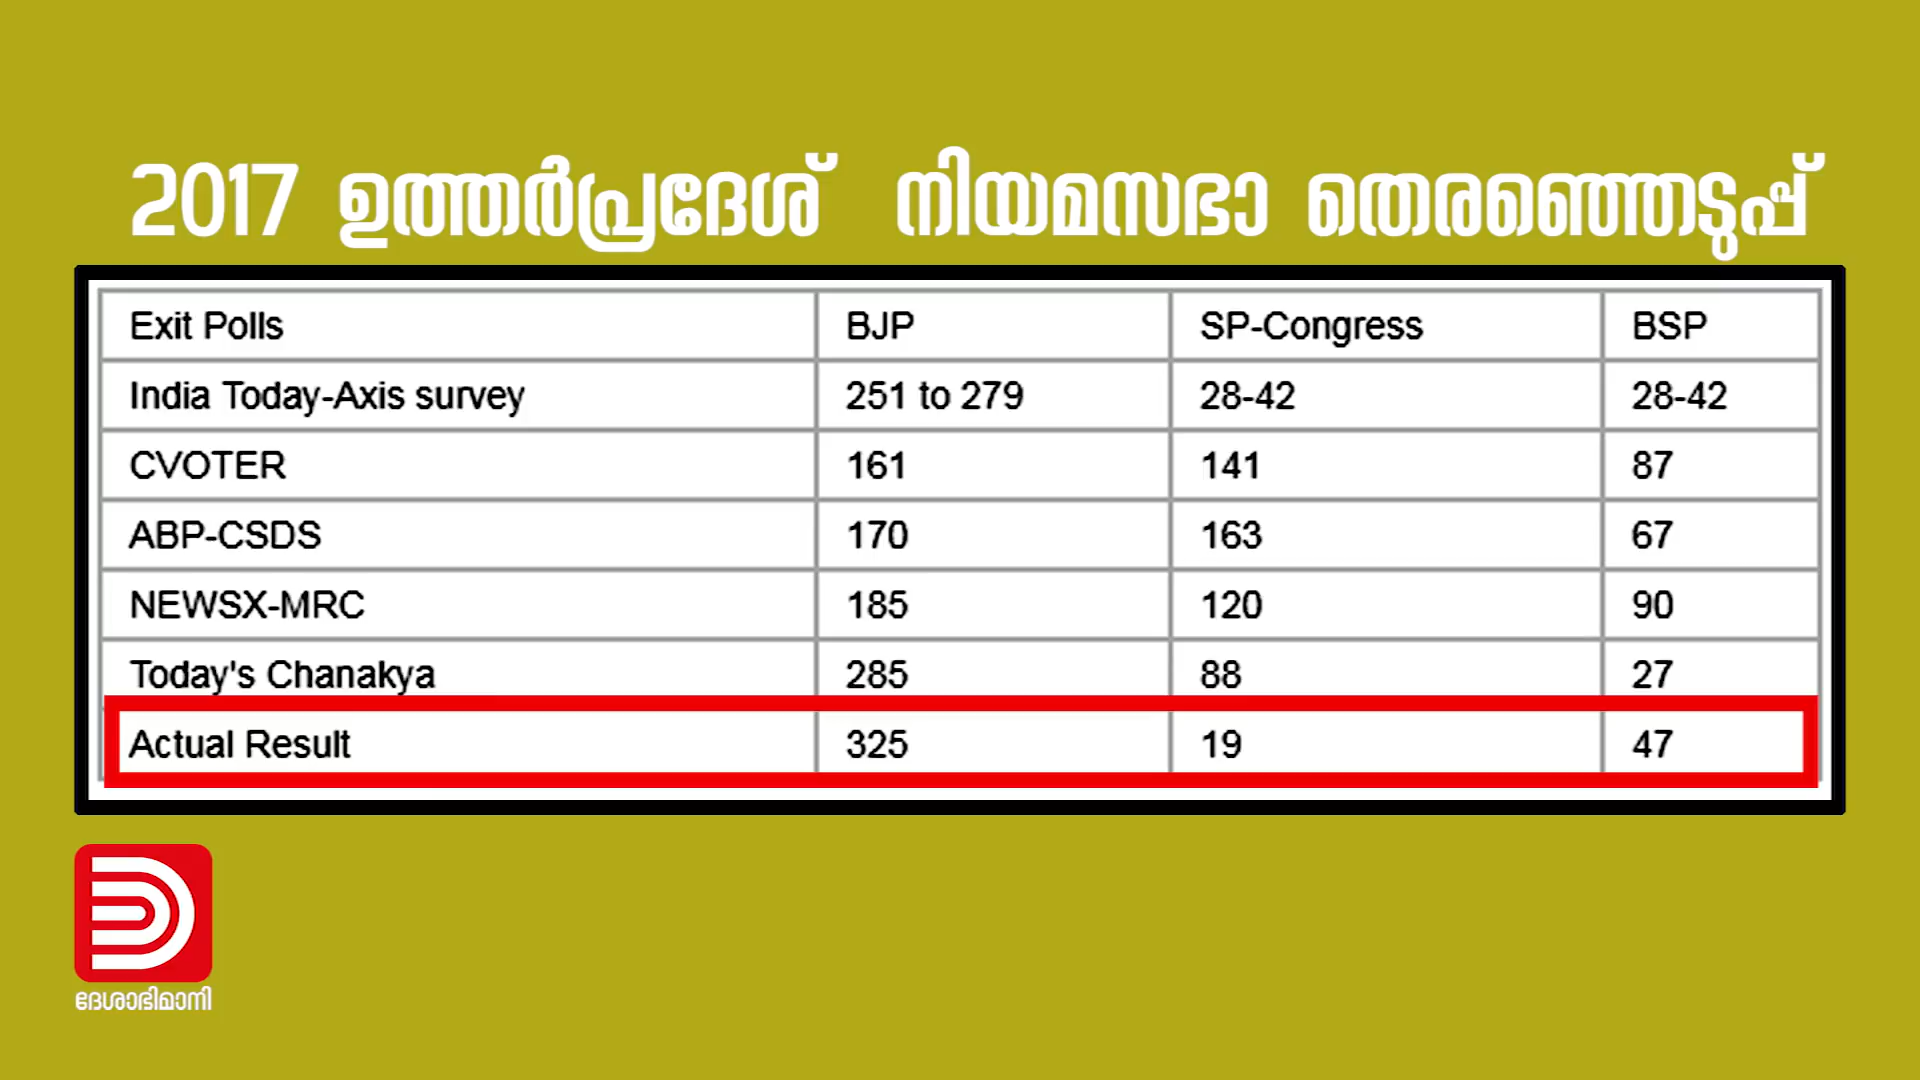 2017 ഉത്തർപ്രദേശ് നിയമസഭാ തെരഞ്ഞെടുപ്പ്
Exit Polls BJP SP-Congress BSP
India Today-Axis survey 251 to 279 28-42 28-42
CVOTER 161 141 87
ABP-CSDS 170 163 67
NEWSX-MRC 185 120 90
Today's Chanakya 285 88 27
Actual Result 325 19 47
ദേശാഭിമാനി